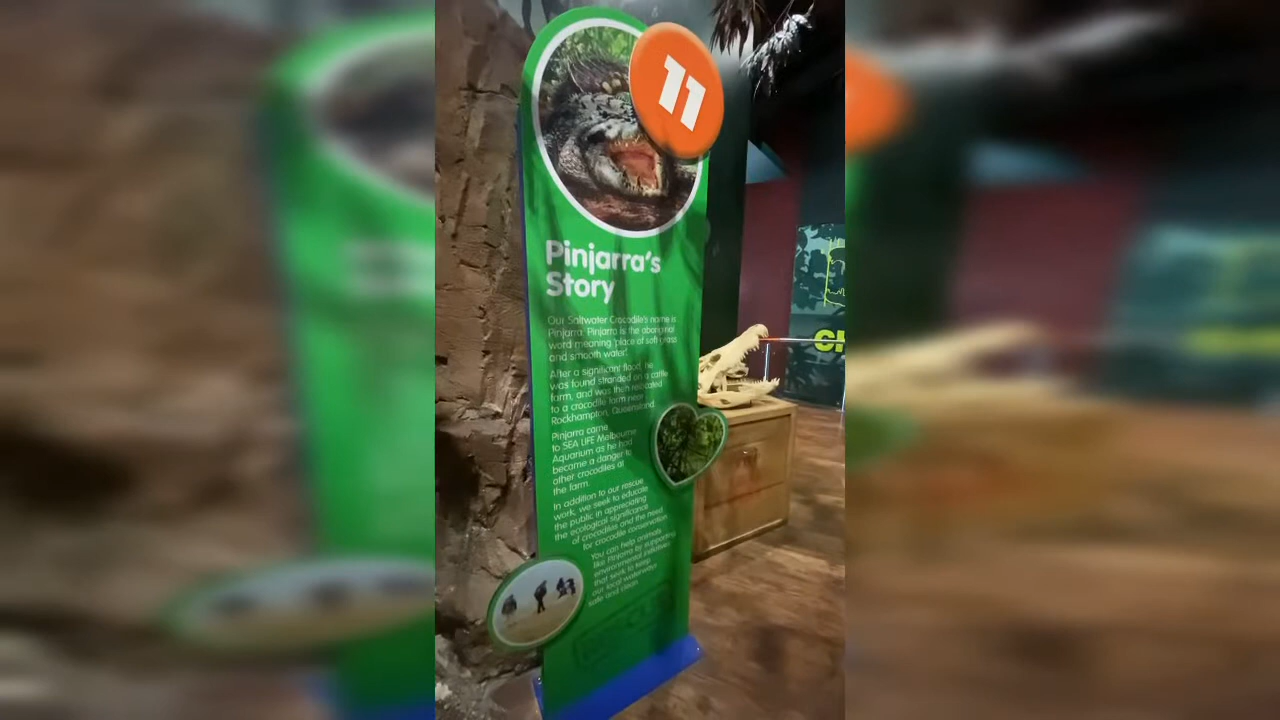 11
Pinjarra's
Story
Our Saltwater Crocodile's name is
Pinjarra. Pinjarra is the aboriginal
word meaning 'place of soft grass
and smooth water'.
After a significant flood, he
was found stranded on a cattle
farm, and was then relocated
to a crocodile farm near
Rockhampton, Queensland.
Pinjarra came
to SEA LIFE Melbourne
Aquarium as he had
became a danger to
other crocodiles at
the farm.
In addition to our rescue
work, we seek to educate
the public in appreciating
the ecological significance
of crocodiles and the need
for crocodile conservation.
You can help animals
like Pinjarra by supporting
environmental initiatives
that seek to keep
our local waterways
safe and clean.